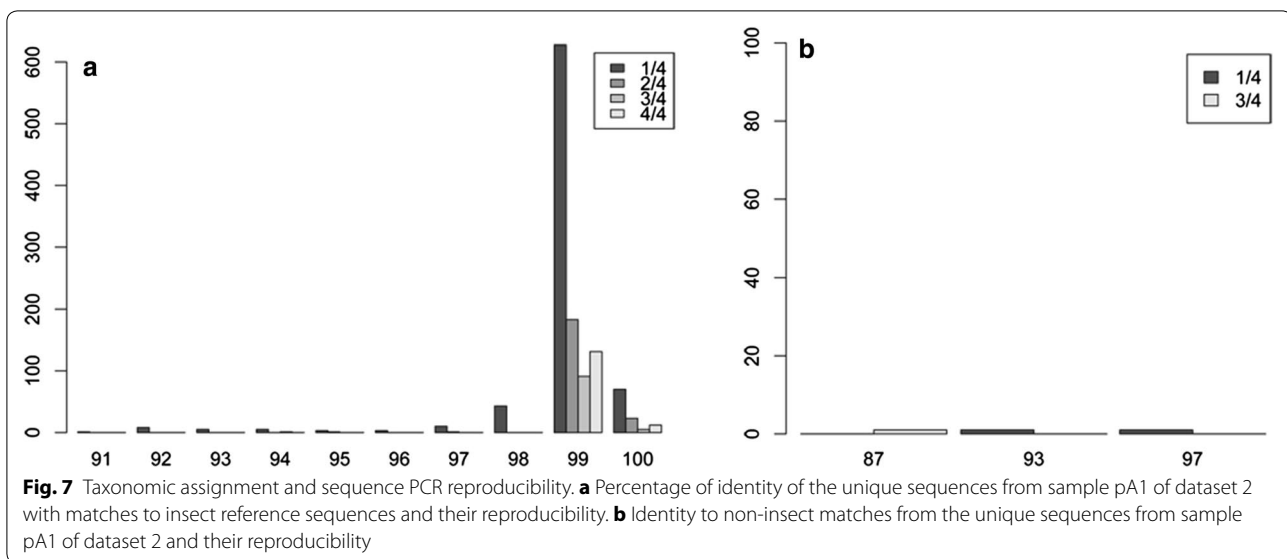 a
600
500
400
300
200
100
0
1/4
2/4
3/4
4/4
91 92 93 94 95 96 97 98 99 100
b
100
80
60
40
20
0
1/4
3/4
87 93 97
Fig. 7 Taxonomic assignment and sequence PCR reproducibility. a Percentage of identity of the unique sequences from sample pA1 of dataset 2
with matches to insect reference sequences and their reproducibility. b Identity to non-insect matches from the unique sequences from sample
pA1 of dataset 2 and their reproducibility